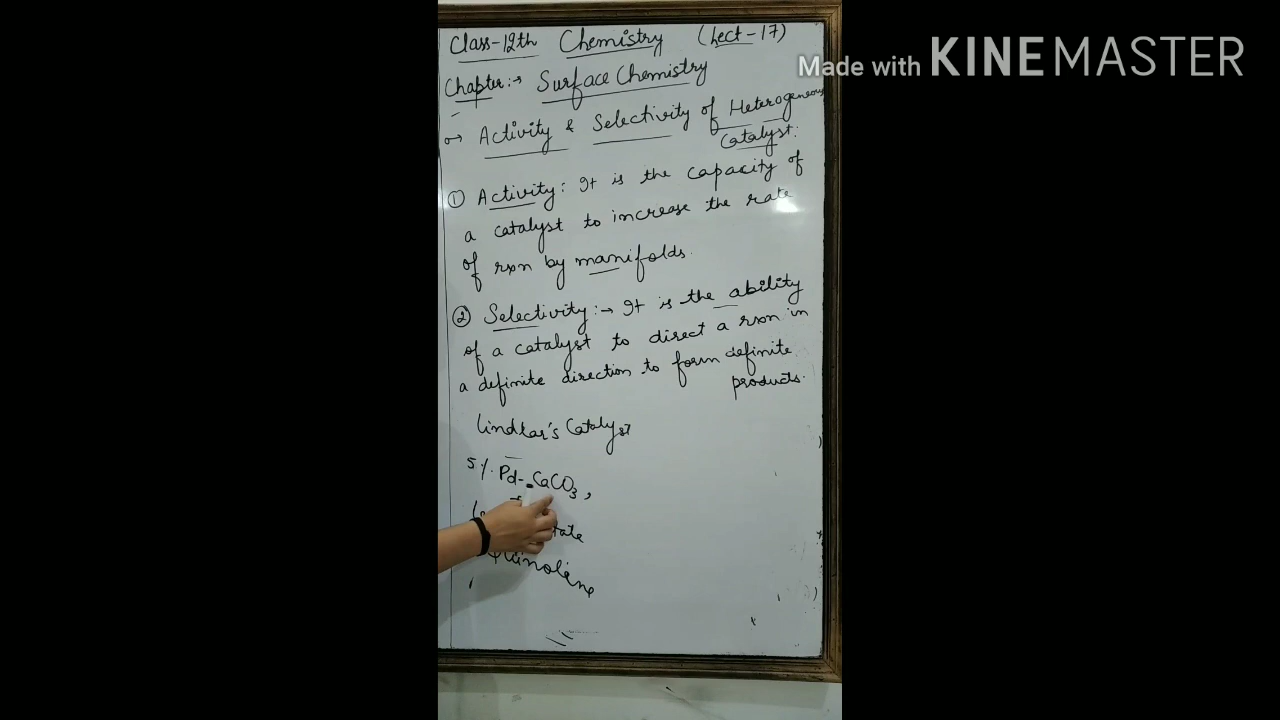 Class-12th Chemistry (Lect-17)
Made with KINEMASTER
Chapter:→ Surface Chemistry
Activity & Selectivity of Heterogeneous
Catalyst:
① Activity: It is the capacity of
a catalyst to increase the rate
of rxn by manifolds.
② Selectivity:→ It is the ability
of a catalyst to direct a rxn in
a definite direction to form definite
products.
Lindlar's Catalyst
5%. Pd-CaCO3,
Quinoline